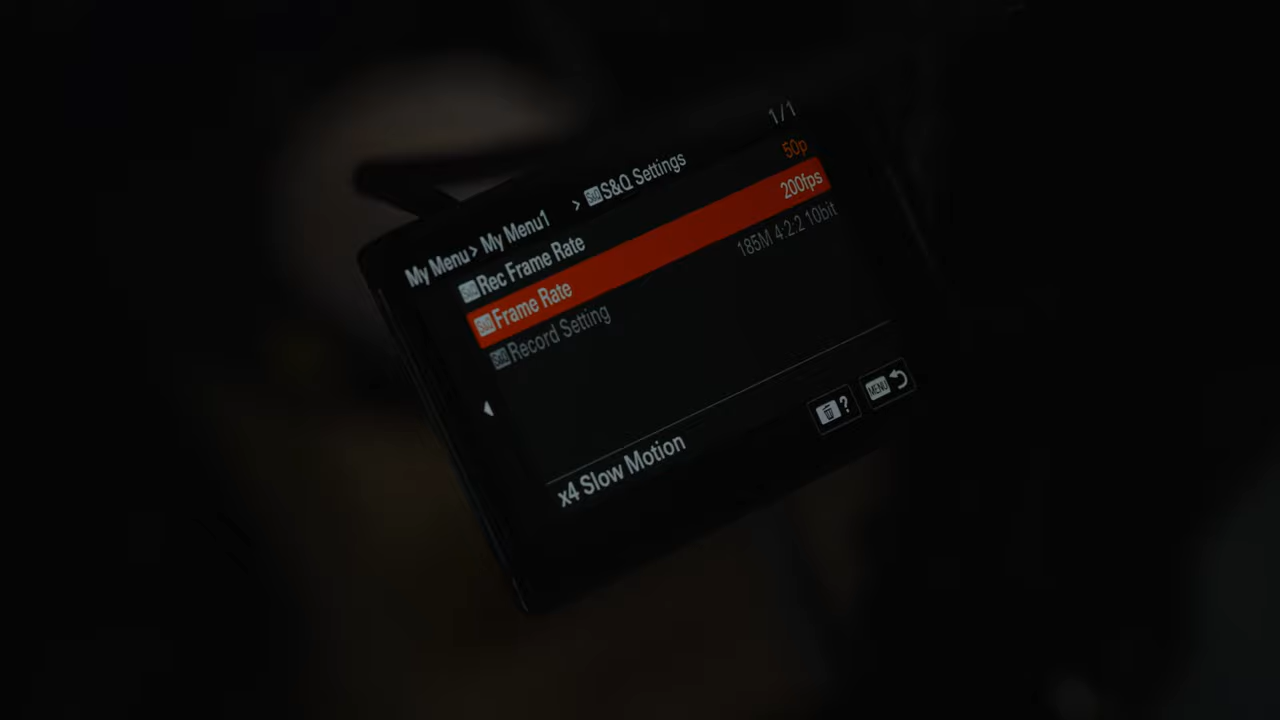 1/1
My Menu > My Menu1 > S&Q S&Q Settings
S&Q Rec Frame Rate 50p
S&Q Frame Rate 200fps
S&Q Record Setting 185M 4:2:2 10bit
x4 Slow Motion
? MENU